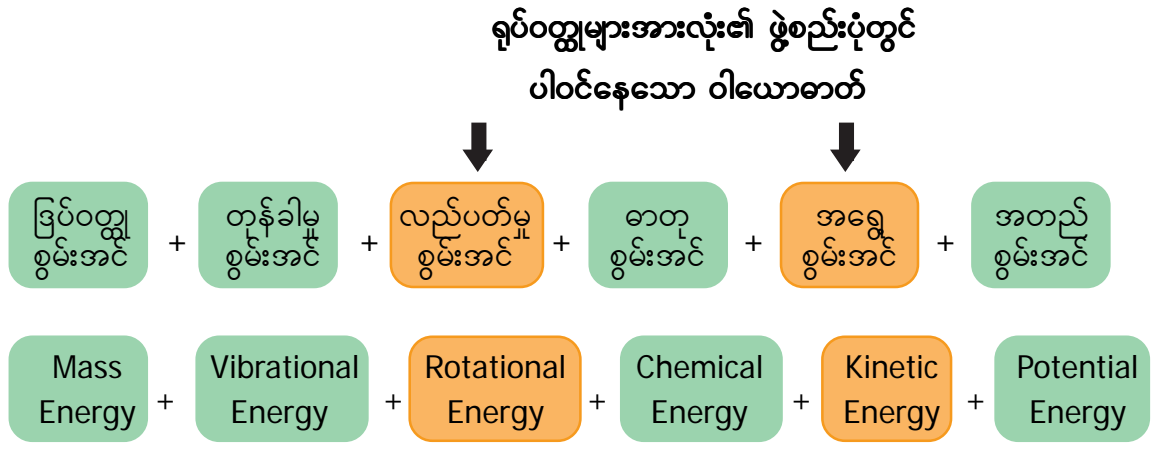 ရုပ်ဝတ္ထုများအားလုံး၏ ဖွဲ့စည်းပုံတွင်
ပါဝင်နေသော ဝါယောဓာတ်
ဒြပ်ဝတ္ထု
စွမ်းအင်
+
တုန်ခါမှု
စွမ်းအင်
+
လည်ပတ်မှု
စွမ်းအင်
+
ဓာတု
စွမ်းအင်
+
အရွေ့
စွမ်းအင်
+
အတည်
စွမ်းအင်
Mass
Energy
+
Vibrational
Energy
+
Rotational
Energy
+
Chemical
Energy
+
Kinetic
Energy
+
Potential
Energy